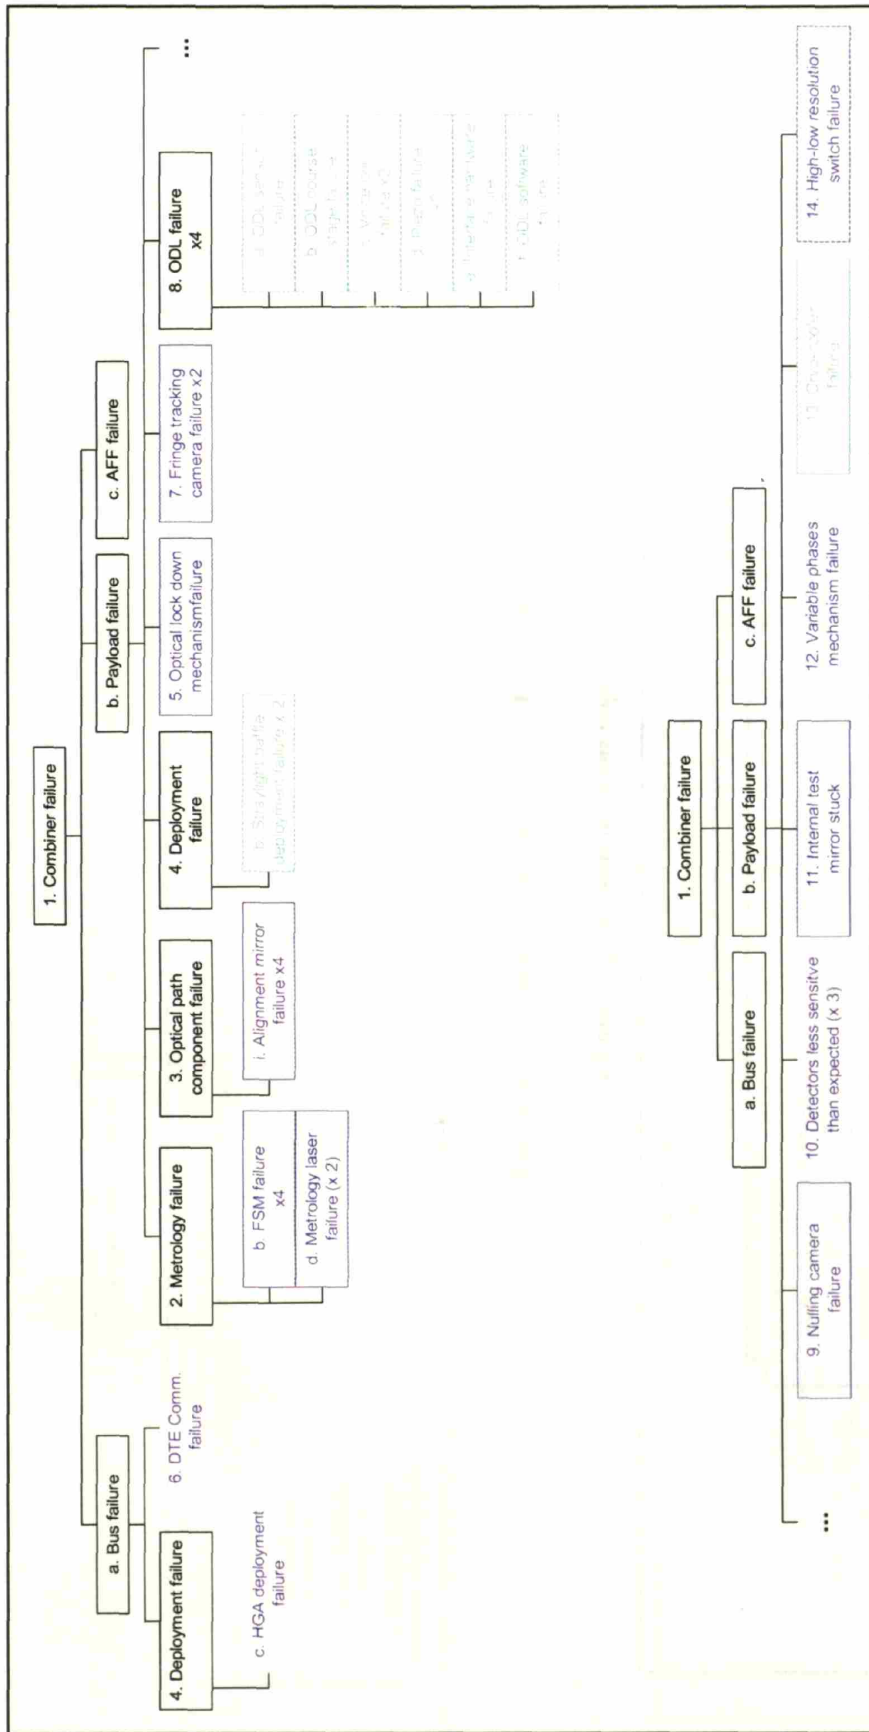 1. Combiner failure
a. Bus failure
b. Payload failure
c. AFF failure
4. Deployment failure
6. DTE Comm.
failure
c. HGA deployment
failure
2. Metrology failure
b. FSM failure
x4
d. Metrology laser
failure (x 2)
3. Optical path
component failure
i. Alignment mirror
failure x4
4. Deployment
failure
deployment failure x 2
5. Optical lock down
mechanismfailure
7. Fringe tracking
camera failure x2
8. ODL failure
x4
failure
b. ODL course
f. ODL software
...
1. Combiner failure
a. Bus failure
b. Payload failure
c. AFF failure
...
9. Nulling camera
failure
10. Detectors less sensitve
than expected (x 3)
11. Internal test
mirror stuck
12. Variable phases
mechanism failure
14. High-low resolution
switch failure